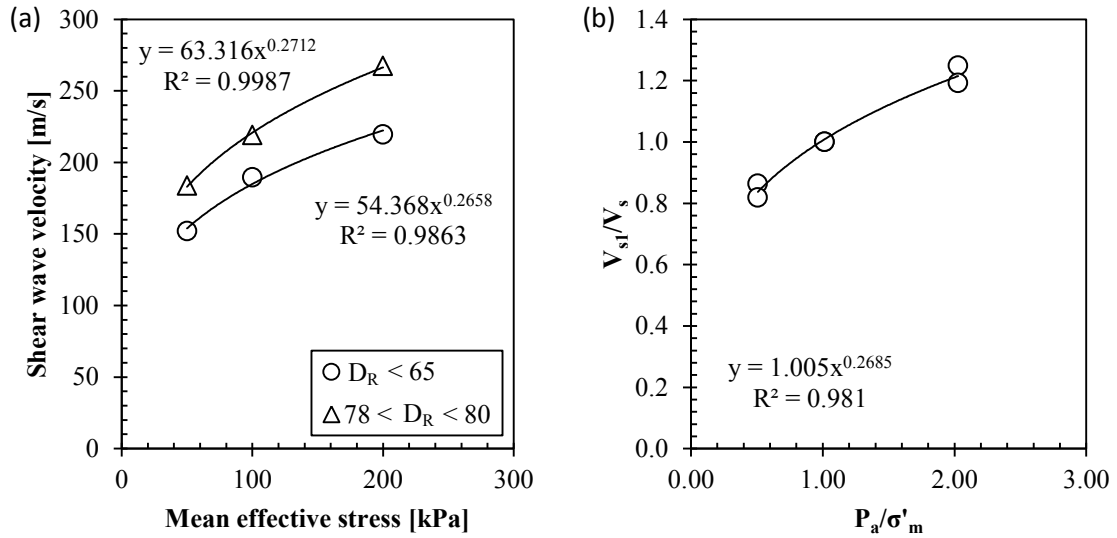 (a)
300
250
200
150
100
50
0
Shear wave velocity [m/s]
y = 63.316x^0.2712
R² = 0.9987
y = 54.368x^0.2658
R² = 0.9863
D_R < 65
78 < D_R < 80
0 100 200 300
Mean effective stress [kPa]
(b)
1.4
1.2
1.0
0.8
0.6
0.4
0.2
0.0
V_s1/V_s
y = 1.005x^0.2685
R² = 0.981
0.00 1.00 2.00 3.00
P_a/σ'_m